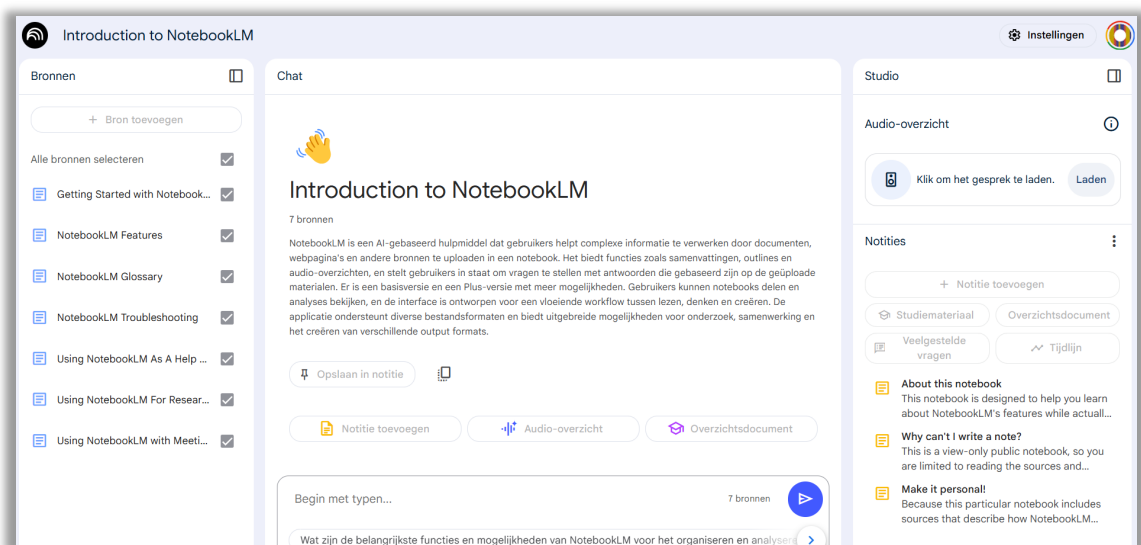 Introduction to NotebookLM
Instellingen
Bronnen
+ Bron toevoegen
Alle bronnen selecteren
Getting Started with Notebook...
NotebookLM Features
NotebookLM Glossary
NotebookLM Troubleshooting
Using NotebookLM As A Help ...
Using NotebookLM For Resear...
Using NotebookLM with Meeti...
Chat
Introduction to NotebookLM
7 bronnen
NotebookLM is een AI-gebaseerd hulpmiddel dat gebruikers helpt complexe informatie te verwerken door documenten,
webpagina's en andere bronnen te uploaden in een notebook. Het biedt functies zoals samenvattingen, outlines en
audio-overzichten, en stelt gebruikers in staat om vragen te stellen met antwoorden die gebaseerd zijn op de geüploade
materialen. Er is een basisversie en een Plus-versie met meer mogelijkheden. Gebruikers kunnen notebooks delen en
analyses bekijken, en de interface is ontworpen voor een vloeiende workflow tussen lezen, denken en creëren. De
applicatie ondersteunt diverse bestandsformaten en biedt uitgebreide mogelijkheden voor onderzoek, samenwerking en
het creëren van verschillende output formats.
Opslaan in notitie
Notitie toevoegen
Audio-overzicht
Overzichtsdocument
Begin met typen...
7 bronnen
Wat zijn de belangrijkste functies en mogelijkheden van NotebookLM voor het organiseren en analyseren
Studio
Audio-overzicht
Klik om het gesprek te laden.
Laden
Notities
+ Notitie toevoegen
Studiemateriaal
Overzichtsdocument
Veelgestelde
vragen
Tijdlijn
About this notebook
This notebook is designed to help you learn
about NotebookLM's features while actuall...
Why can't I write a note?
This is a view-only public notebook, so you
are limited to reading the sources and...
Make it personal!
Because this particular notebook includes
sources that describe how NotebookLM...